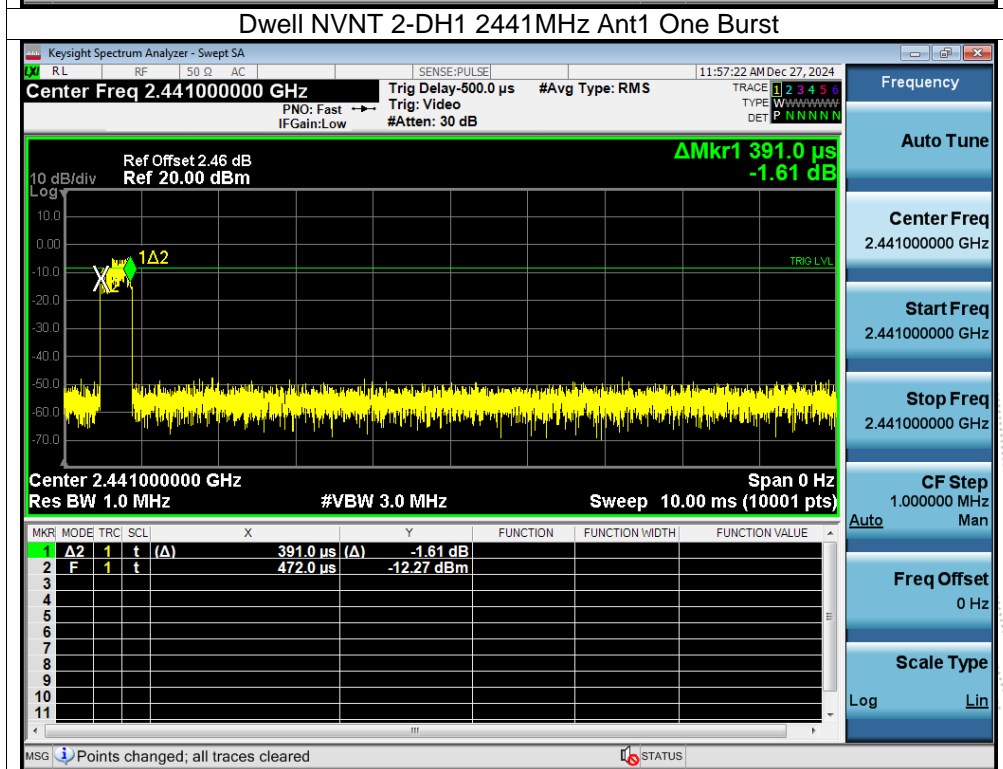 Dwell NVNT 2-DH1 2441MHz Ant1 One Burst
Keysight Spectrum Analyzer - Swept SA
LXI RL RF 50 Ω AC SENSE:PULSE 11:57:22 AM Dec 27, 2024
Center Freq 2.441000000 GHz
PNO: Fast
IFGain:Low
Trig Delay-500.0 µs
Trig: Video
#Atten: 30 dB
#Avg Type: RMS
TRACE 1 2 3 4 5 6
TYPE WWWWWW
DET P N N N N N
ΔMkr1 391.0 µs
-1.61 dB
Ref Offset 2.46 dB
10 dB/div Ref 20.00 dBm
Log
10.0
0.00
-10.0
-20.0
-30.0
-40.0
-50.0
-60.0
-70.0
1Δ2
TRIG LVL
Center 2.441000000 GHz Span 0 Hz
Res BW 1.0 MHz #VBW 3.0 MHz Sweep 10.00 ms (10001 pts)
MKR MODE TRC SCL X Y FUNCTION FUNCTION WIDTH FUNCTION VALUE
1 Δ2 1 t (Δ) 391.0 µs (Δ) -1.61 dB
2 F 1 t 472.0 µs -12.27 dBm
3
4
5
6
7
8
9
10
11
MSG Points changed; all traces cleared STATUS
Frequency
Auto Tune
Center Freq
2.441000000 GHz
Start Freq
2.441000000 GHz
Stop Freq
2.441000000 GHz
CF Step
1.000000 MHz
Auto Man
Freq Offset
0 Hz
Scale Type
Log Lin